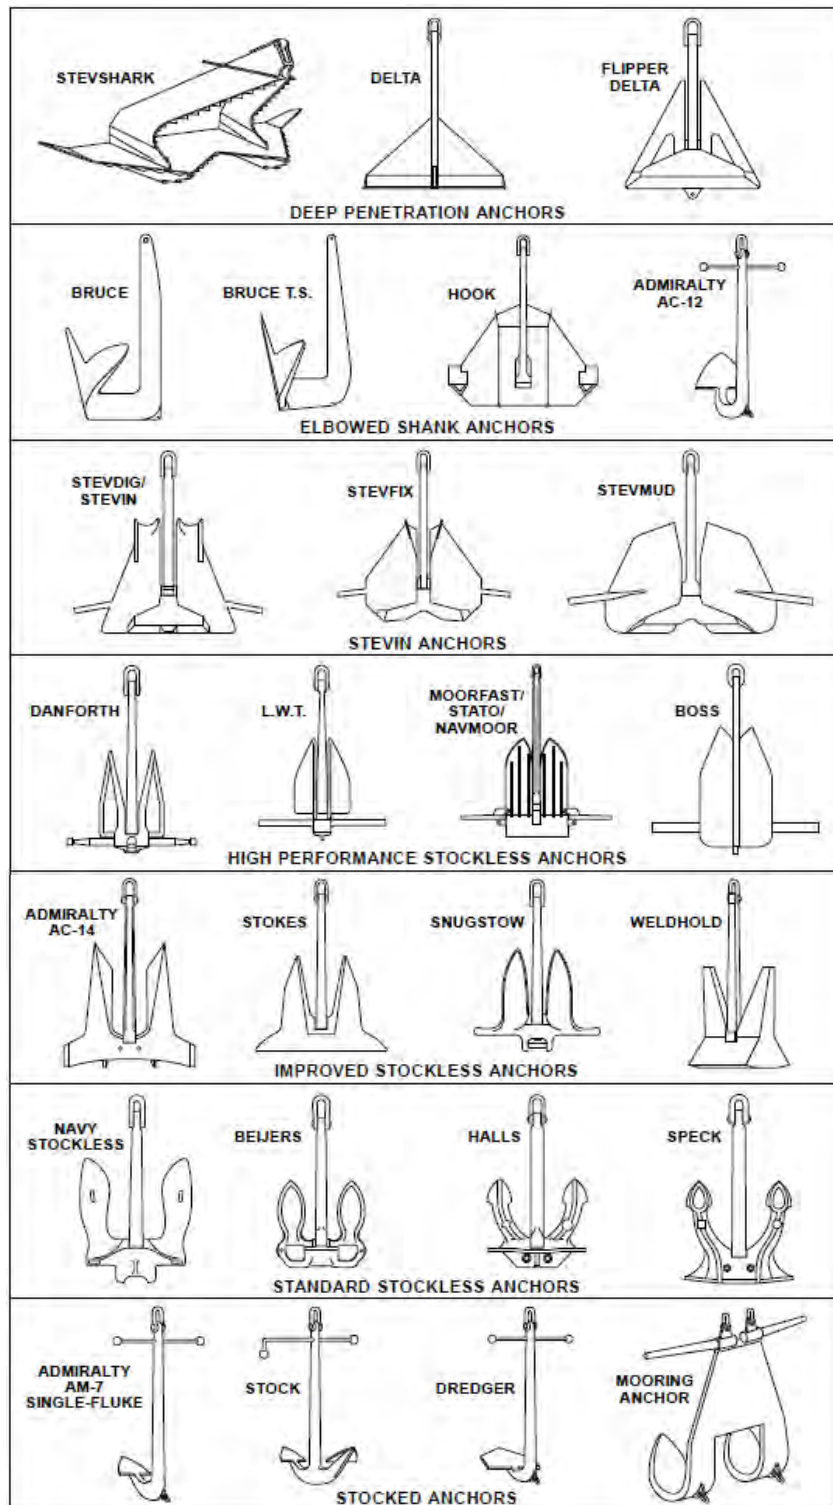 STEVSHARK
DELTA
FLIPPER
DELTA
DEEP PENETRATION ANCHORS
BRUCE
BRUCE T.S.
HOOK
ADMIRALTY
AC-12
ELBOWED SHANK ANCHORS
STEVDIG/
STEVIN
STEVFIX
STEVMUD
STEVIN ANCHORS
DANFORTH
L.W.T.
MOORFAST/
STATO/
NAVMOOR
BOSS
HIGH PERFORMANCE STOCKLESS ANCHORS
ADMIRALTY
AC-14
STOKES
SNUGSTOW
WELDHOLD
IMPROVED STOCKLESS ANCHORS
NAVY
STOCKLESS
BEIJERS
HALLS
SPECK
STANDARD STOCKLESS ANCHORS
ADMIRALTY
AM-7
SINGLE-FLUKE
STOCK
DREDGER
MOORING
ANCHOR
STOCKED ANCHORS